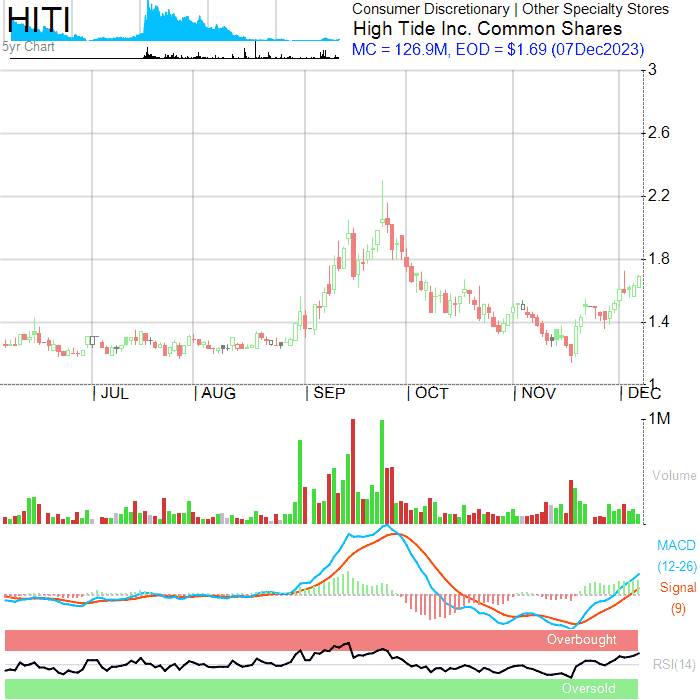 HITI
5yr Chart
Consumer Discretionary | Other Specialty Stores
High Tide Inc. Common Shares
MC = 126.9M, EOD = $1.69 (07Dec2023)
3
2.6
2.2
1.8
1.4
1
| JUL | AUG | SEP | OCT | NOV | DEC
1M
Volume
MACD
(12-26)
Signal
(9)
Overbought
RSI(14)
Oversold